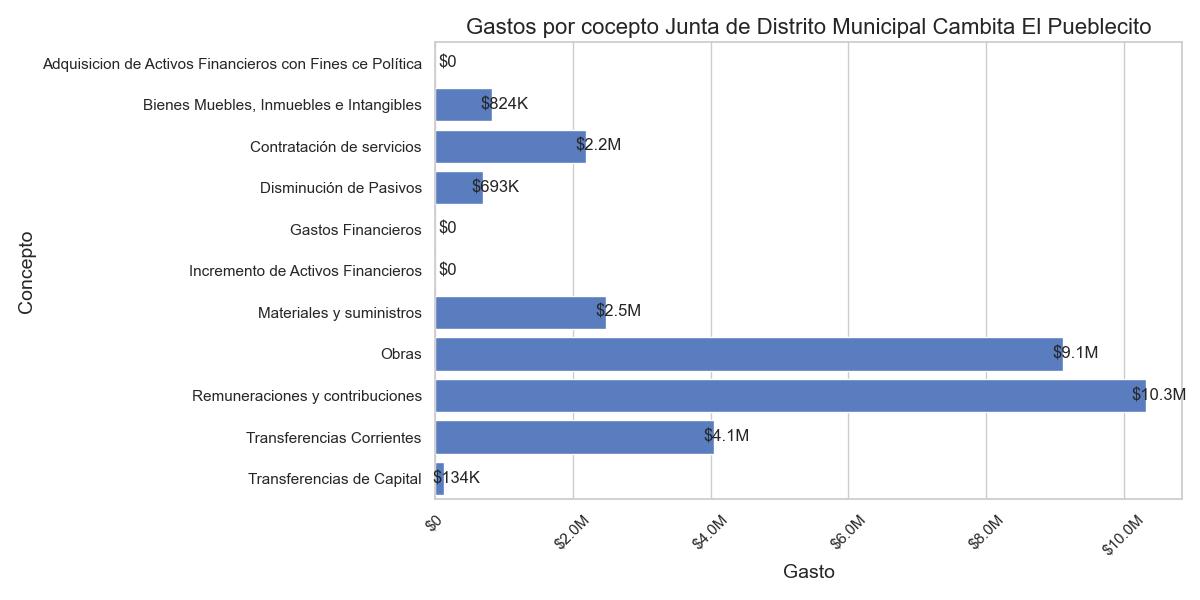 Gastos por cocepto Junta de Distrito Municipal Cambita El Pueblecito
Adquisicion de Activos Financieros con Fines ce Política $0
Bienes Muebles, Inmuebles e Intangibles $824K
Contratación de servicios $2.2M
Disminución de Pasivos $693K
Gastos Financieros $0
Incremento de Activos Financieros $0
Materiales y suministros $2.5M
Obras $9.1M
Remuneraciones y contribuciones $10.3M
Transferencias Corrientes $4.1M
Transferencias de Capital $134K
Concepto
$0 $2.0M $4.0M $6.0M $8.0M $10.0M
Gasto